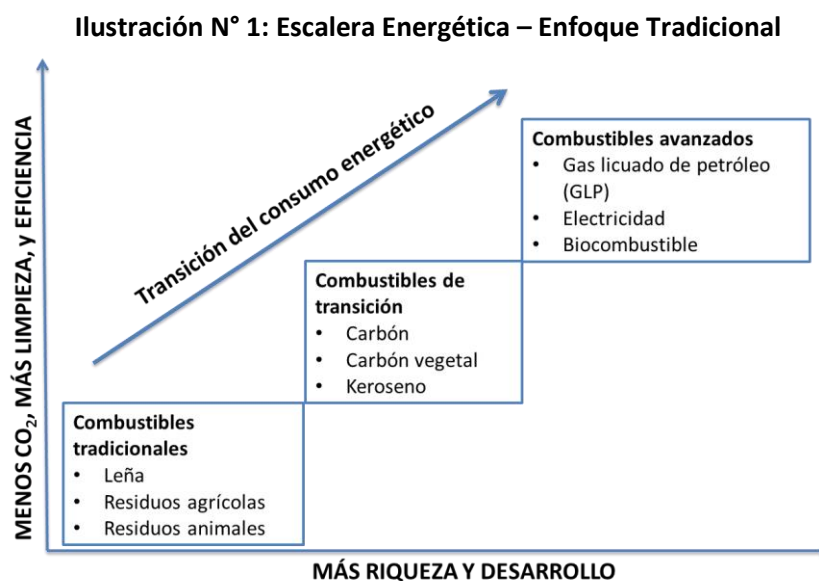 Ilustración N° 1: Escalera Energética – Enfoque Tradicional
MENOS CO₂, MÁS LIMPIEZA, y EFICIENCIA
Transición del consumo energético
Combustibles avanzados
• Gas licuado de petróleo
(GLP)
• Electricidad
• Biocombustible
Combustibles de
transición
• Carbón
• Carbón vegetal
• Keroseno
Combustibles
tradicionales
• Leña
• Residuos agrícolas
• Residuos animales
MÁS RIQUEZA Y DESARROLLO